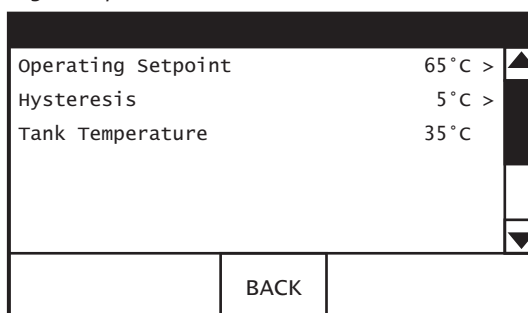 Operating Setpoint 65°C >
Hysteresis 5°C >
Tank Temperature 35°C
BACK